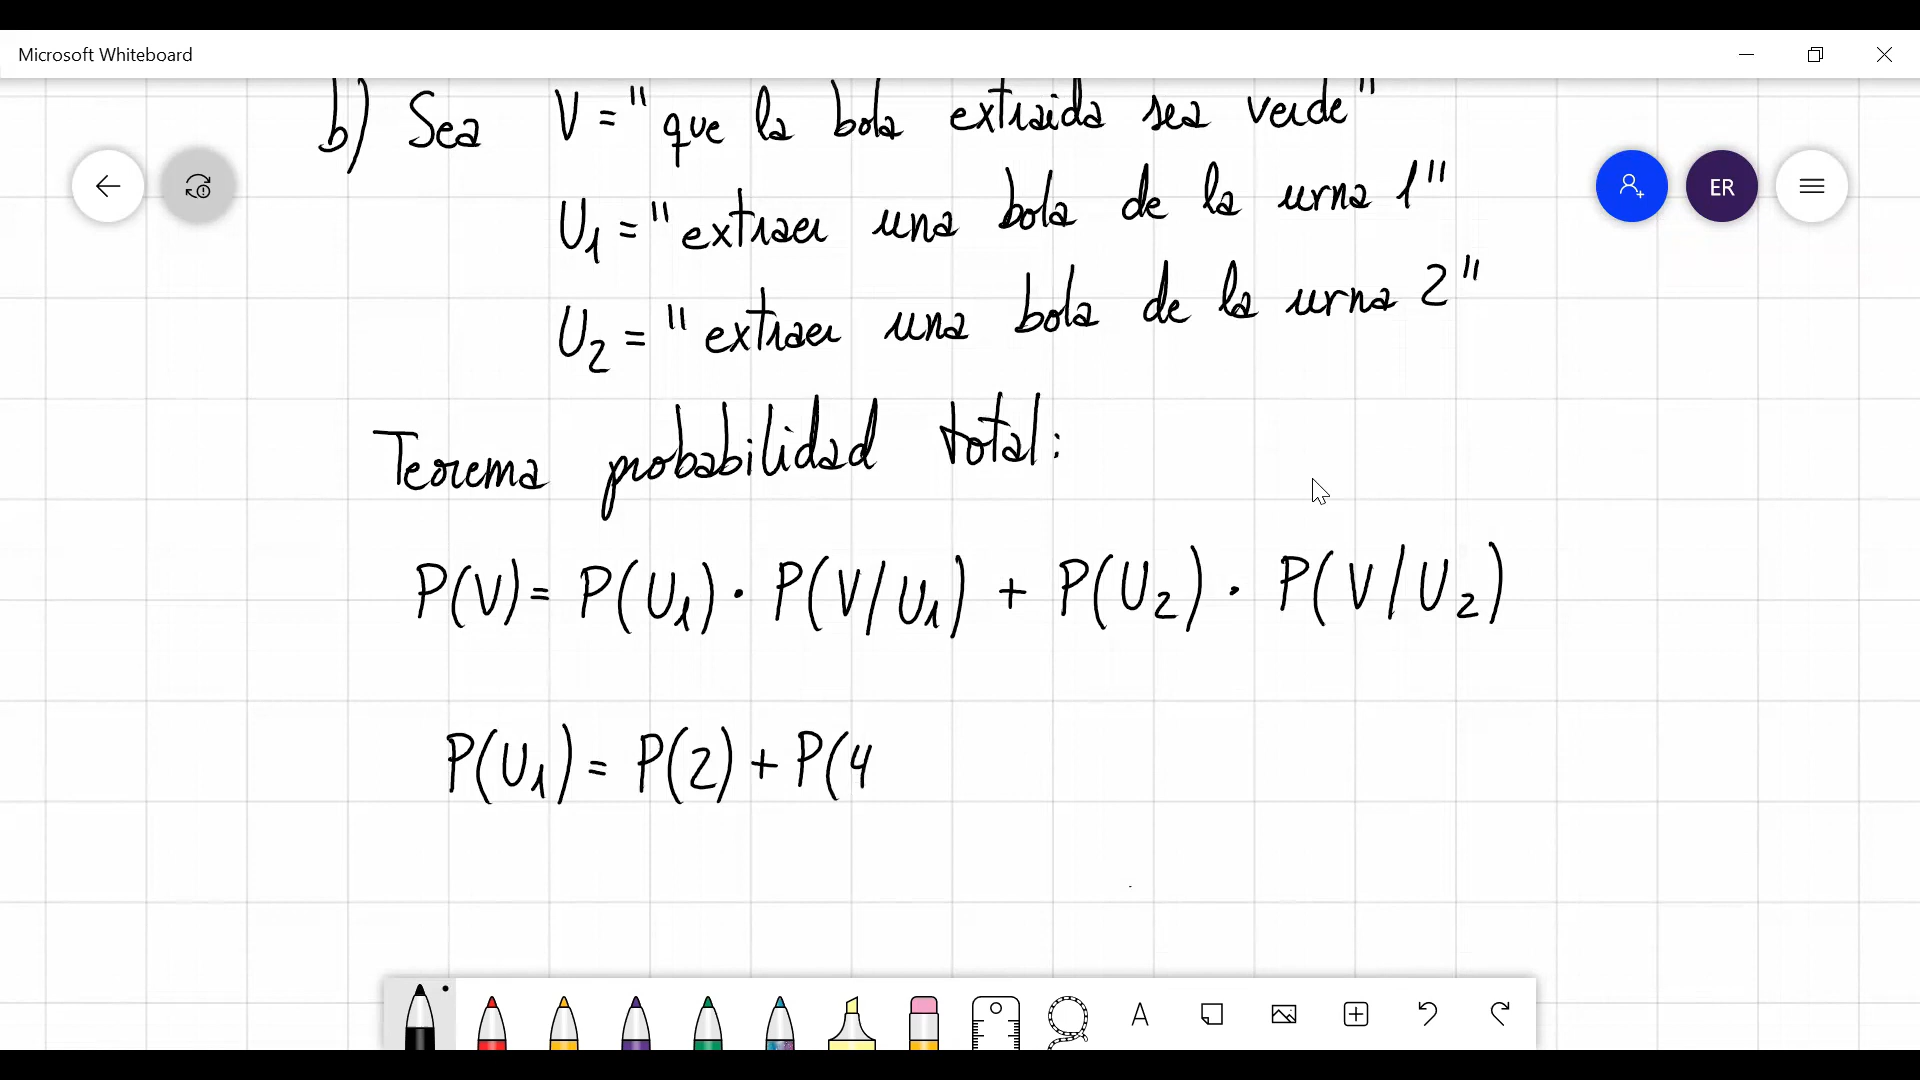 Microsoft Whiteboard
b) Sea V = "que la bola extraida sea verde"
ER
U1 = "extraer una bola de la urna 1"
U2 = "extraer una bola de la urna 2"
Teorema probabilidad total:
P(V) = P(U1) · P(V/U1) + P(U2) · P(V/U2)
P(U1) = P(2) + P(4
A